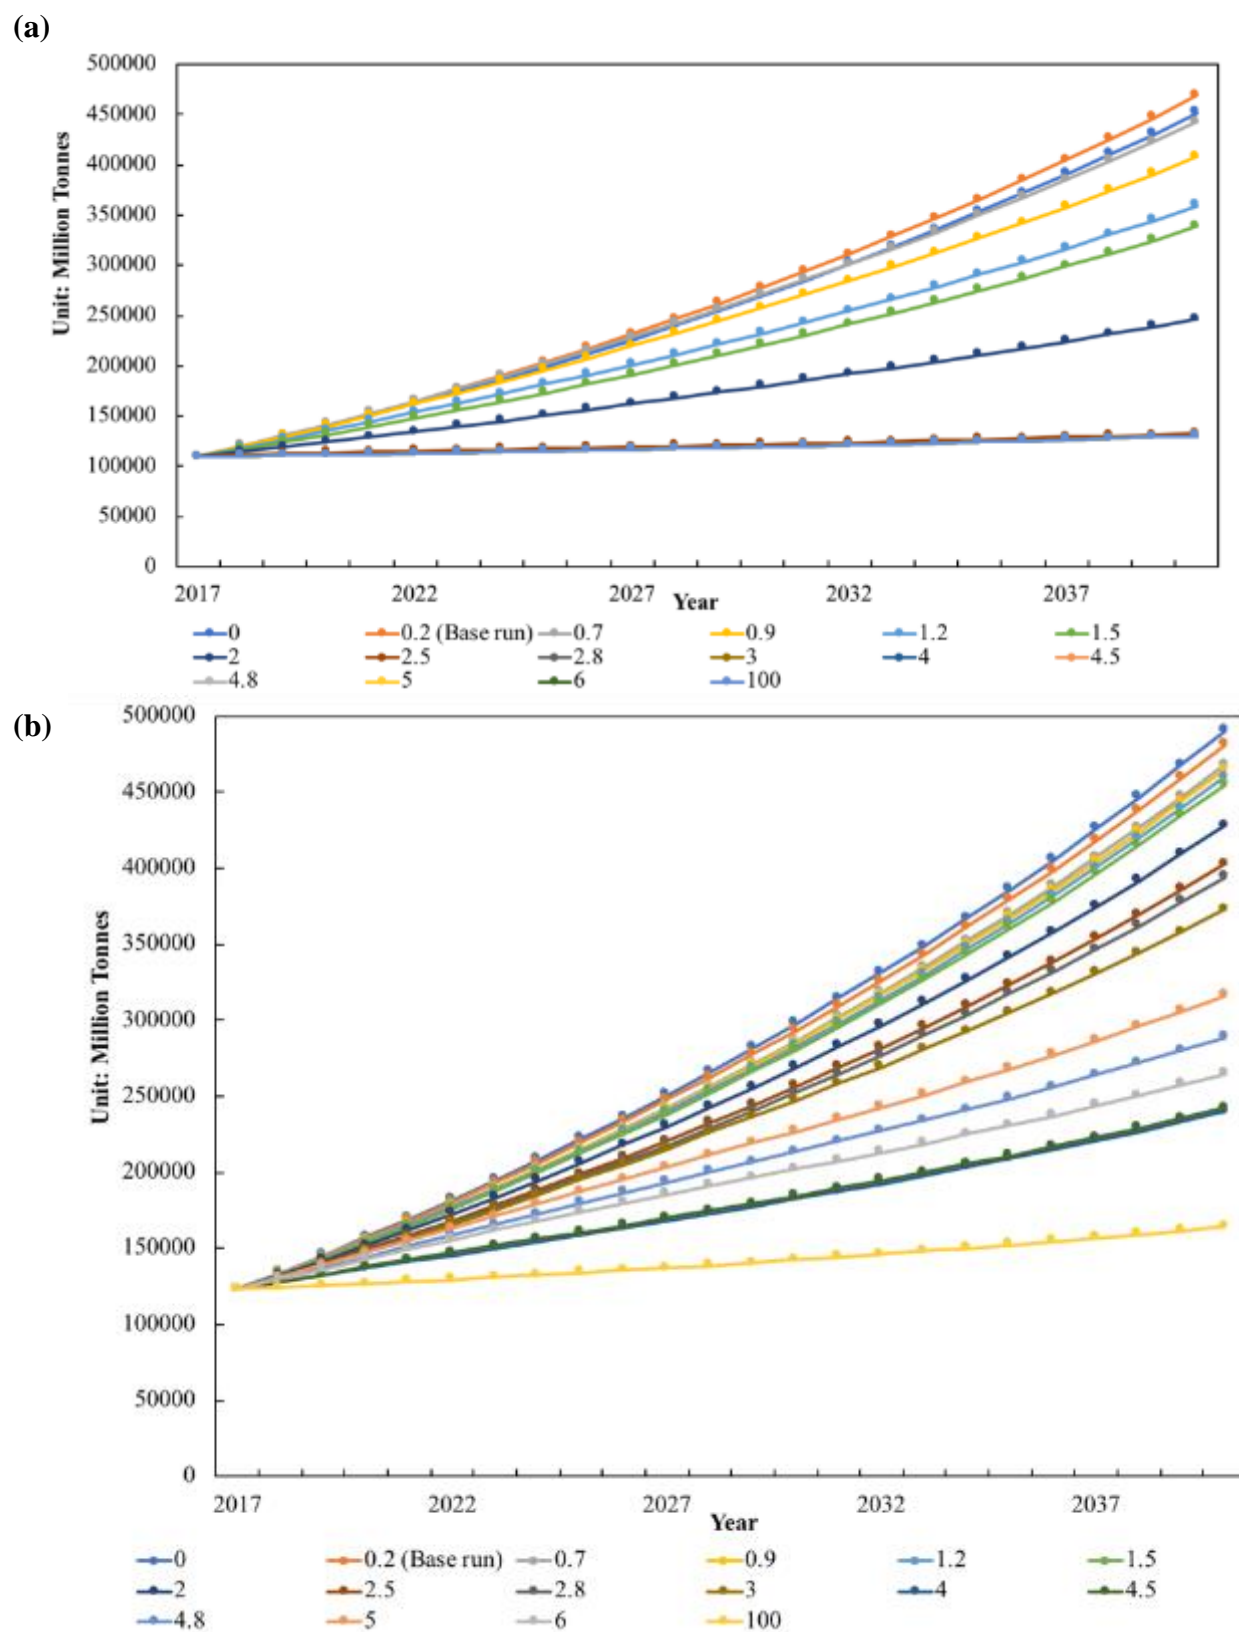 (a)
500000
450000
400000
350000
300000
250000
200000
150000
100000
50000
0
Unit: Million Tonnes
2017 2022 2027 2032 2037
Year
0 0.2 (Base run) 0.7 0.9 1.2 1.5
2 2.5 2.8 3 4 4.5
4.8 5 6 100
(b)
500000
450000
400000
350000
300000
250000
200000
150000
100000
50000
0
Unit: Million Tonnes
2017 2022 2027 2032 2037
Year
0 0.2 (Base run) 0.7 0.9 1.2 1.5
2 2.5 2.8 3 4 4.5
4.8 5 6 100